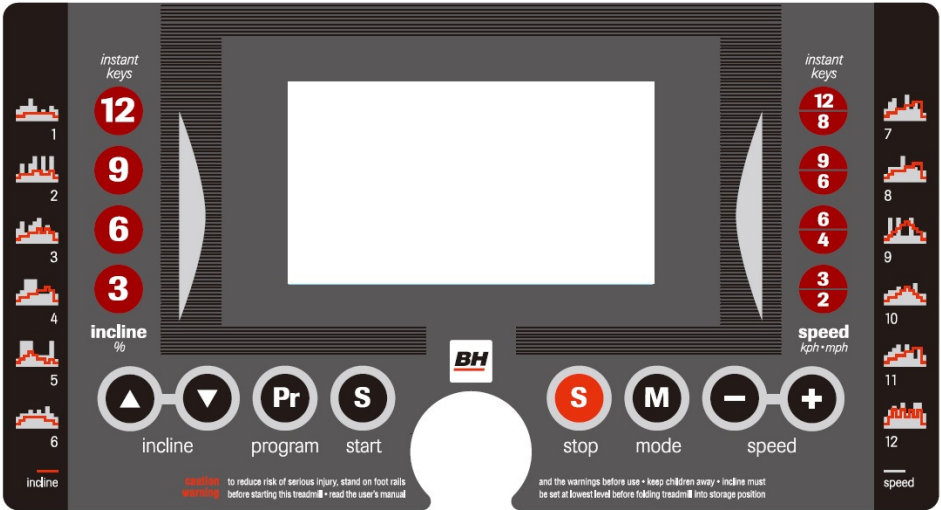 instant
keys
12
9
6
3
incline
%
1
2
3
4
5
6
incline
instant
keys
12
8
9
6
6
4
3
2
speed
kph•mph
7
8
9
10
11
12
speed
BH
Pr
S
S
M
incline
program
start
stop
mode
speed
caution to reduce risk of serious injury, stand on foot rails
warning before starting this treadmill • read the user's manual
and the warnings before use • keep children away • incline must
be set at lowest level before folding treadmill into storage position